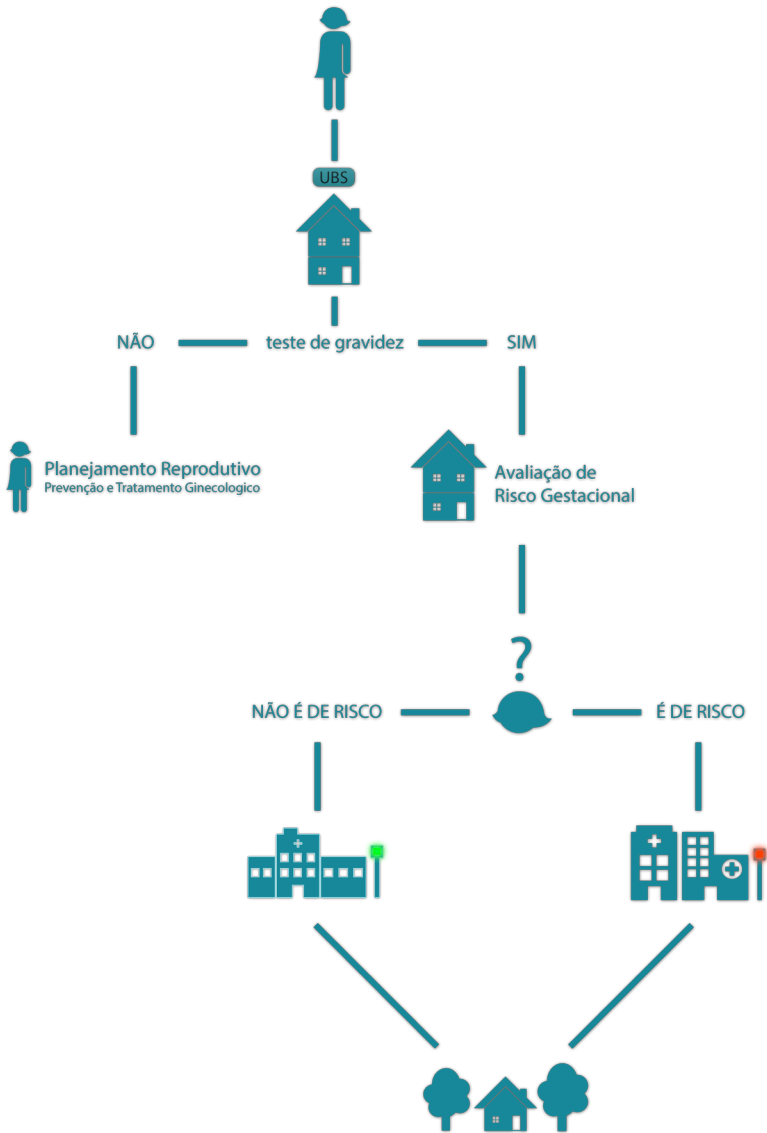 UBS
NÃO
teste de gravidez
SIM
Planejamento Reprodutivo
Prevenção e Tratamento Ginecologico
Avaliação de
Risco Gestacional
?
NÃO É DE RISCO
É DE RISCO